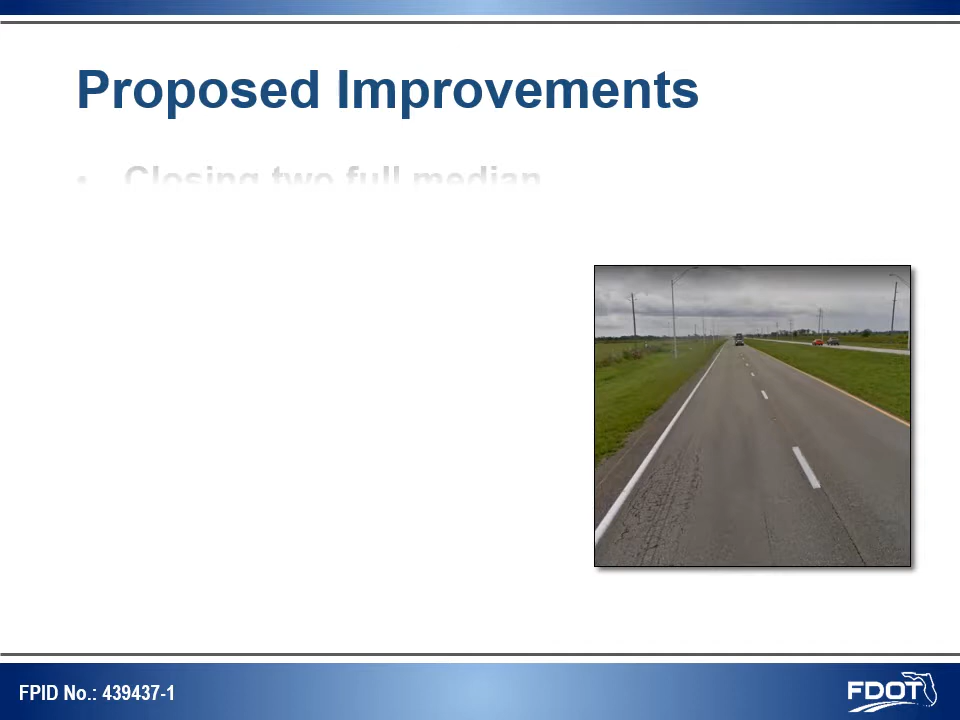 Proposed Improvements
• Closing two full median
FPID No.: 439437-1
FDOT